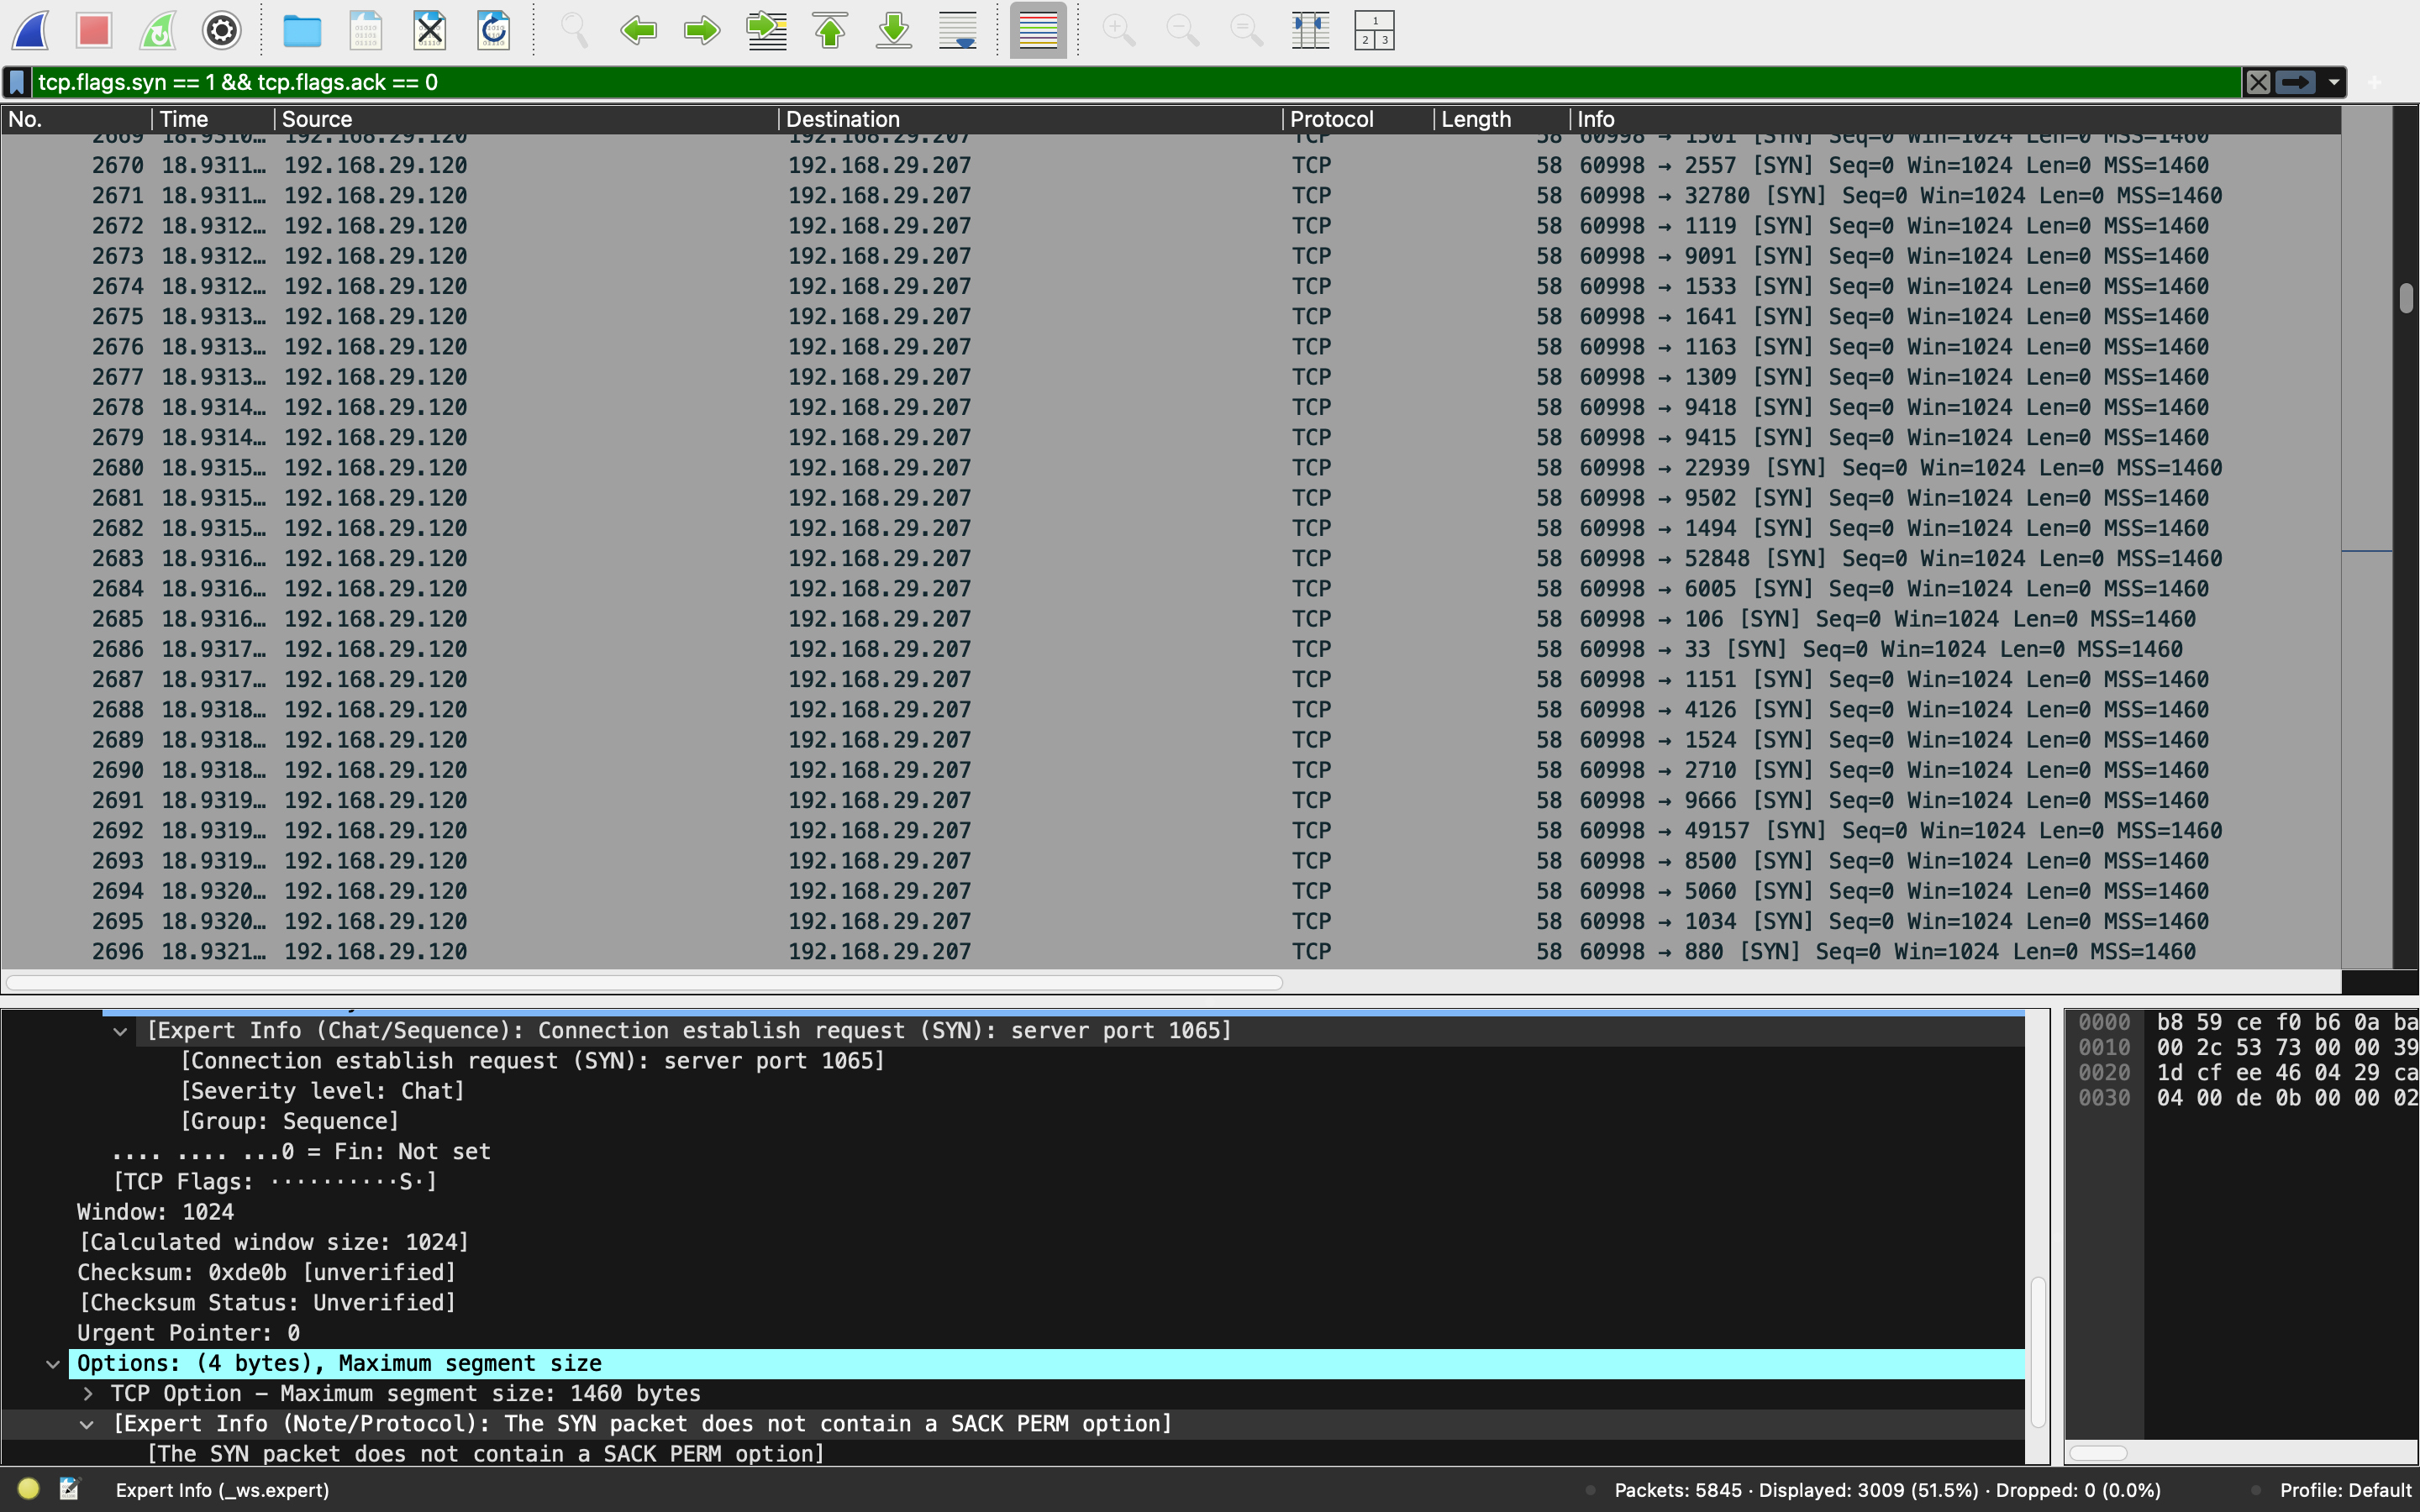 1
2 3
tcp.flags.syn == 1 && tcp.flags.ack == 0
No. Time Source Destination Protocol Length Info
2669 18.9310… 192.168.29.120 192.168.29.207 TCP 58 60998 → 1501 [SYN] Seq=0 Win=1024 Len=0 MSS=1460
2670 18.9311… 192.168.29.120 192.168.29.207 TCP 58 60998 → 2557 [SYN] Seq=0 Win=1024 Len=0 MSS=1460
2671 18.9311… 192.168.29.120 192.168.29.207 TCP 58 60998 → 32780 [SYN] Seq=0 Win=1024 Len=0 MSS=1460
2672 18.9312… 192.168.29.120 192.168.29.207 TCP 58 60998 → 1119 [SYN] Seq=0 Win=1024 Len=0 MSS=1460
2673 18.9312… 192.168.29.120 192.168.29.207 TCP 58 60998 → 9091 [SYN] Seq=0 Win=1024 Len=0 MSS=1460
2674 18.9312… 192.168.29.120 192.168.29.207 TCP 58 60998 → 1533 [SYN] Seq=0 Win=1024 Len=0 MSS=1460
2675 18.9313… 192.168.29.120 192.168.29.207 TCP 58 60998 → 1641 [SYN] Seq=0 Win=1024 Len=0 MSS=1460
2676 18.9313… 192.168.29.120 192.168.29.207 TCP 58 60998 → 1163 [SYN] Seq=0 Win=1024 Len=0 MSS=1460
2677 18.9313… 192.168.29.120 192.168.29.207 TCP 58 60998 → 1309 [SYN] Seq=0 Win=1024 Len=0 MSS=1460
2678 18.9314… 192.168.29.120 192.168.29.207 TCP 58 60998 → 9418 [SYN] Seq=0 Win=1024 Len=0 MSS=1460
2679 18.9314… 192.168.29.120 192.168.29.207 TCP 58 60998 → 9415 [SYN] Seq=0 Win=1024 Len=0 MSS=1460
2680 18.9315… 192.168.29.120 192.168.29.207 TCP 58 60998 → 22939 [SYN] Seq=0 Win=1024 Len=0 MSS=1460
2681 18.9315… 192.168.29.120 192.168.29.207 TCP 58 60998 → 9502 [SYN] Seq=0 Win=1024 Len=0 MSS=1460
2682 18.9315… 192.168.29.120 192.168.29.207 TCP 58 60998 → 1494 [SYN] Seq=0 Win=1024 Len=0 MSS=1460
2683 18.9316… 192.168.29.120 192.168.29.207 TCP 58 60998 → 52848 [SYN] Seq=0 Win=1024 Len=0 MSS=1460
2684 18.9316… 192.168.29.120 192.168.29.207 TCP 58 60998 → 6005 [SYN] Seq=0 Win=1024 Len=0 MSS=1460
2685 18.9316… 192.168.29.120 192.168.29.207 TCP 58 60998 → 106 [SYN] Seq=0 Win=1024 Len=0 MSS=1460
2686 18.9317… 192.168.29.120 192.168.29.207 TCP 58 60998 → 33 [SYN] Seq=0 Win=1024 Len=0 MSS=1460
2687 18.9317… 192.168.29.120 192.168.29.207 TCP 58 60998 → 1151 [SYN] Seq=0 Win=1024 Len=0 MSS=1460
2688 18.9318… 192.168.29.120 192.168.29.207 TCP 58 60998 → 4126 [SYN] Seq=0 Win=1024 Len=0 MSS=1460
2689 18.9318… 192.168.29.120 192.168.29.207 TCP 58 60998 → 1524 [SYN] Seq=0 Win=1024 Len=0 MSS=1460
2690 18.9318… 192.168.29.120 192.168.29.207 TCP 58 60998 → 2710 [SYN] Seq=0 Win=1024 Len=0 MSS=1460
2691 18.9319… 192.168.29.120 192.168.29.207 TCP 58 60998 → 9666 [SYN] Seq=0 Win=1024 Len=0 MSS=1460
2692 18.9319… 192.168.29.120 192.168.29.207 TCP 58 60998 → 49157 [SYN] Seq=0 Win=1024 Len=0 MSS=1460
2693 18.9319… 192.168.29.120 192.168.29.207 TCP 58 60998 → 8500 [SYN] Seq=0 Win=1024 Len=0 MSS=1460
2694 18.9320… 192.168.29.120 192.168.29.207 TCP 58 60998 → 5060 [SYN] Seq=0 Win=1024 Len=0 MSS=1460
2695 18.9320… 192.168.29.120 192.168.29.207 TCP 58 60998 → 1034 [SYN] Seq=0 Win=1024 Len=0 MSS=1460
2696 18.9321… 192.168.29.120 192.168.29.207 TCP 58 60998 → 880 [SYN] Seq=0 Win=1024 Len=0 MSS=1460
[Expert Info (Chat/Sequence): Connection establish request (SYN): server port 1065]
[Connection establish request (SYN): server port 1065]
[Severity level: Chat]
[Group: Sequence]
.... .... ...0 = Fin: Not set
[TCP Flags: ··········S·]
Window: 1024
[Calculated window size: 1024]
Checksum: 0xde0b [unverified]
[Checksum Status: Unverified]
Urgent Pointer: 0
Options: (4 bytes), Maximum segment size
TCP Option – Maximum segment size: 1460 bytes
[Expert Info (Note/Protocol): The SYN packet does not contain a SACK PERM option]
[The SYN packet does not contain a SACK PERM option]
0000 b8 59 ce f0 b6 0a ba
0010 00 2c 53 73 00 00 39
0020 1d cf ee 46 04 29 ca
0030 04 00 de 0b 00 00 02
Expert Info (_ws.expert)
Packets: 5845 · Displayed: 3009 (51.5%) · Dropped: 0 (0.0%)
Profile: Default